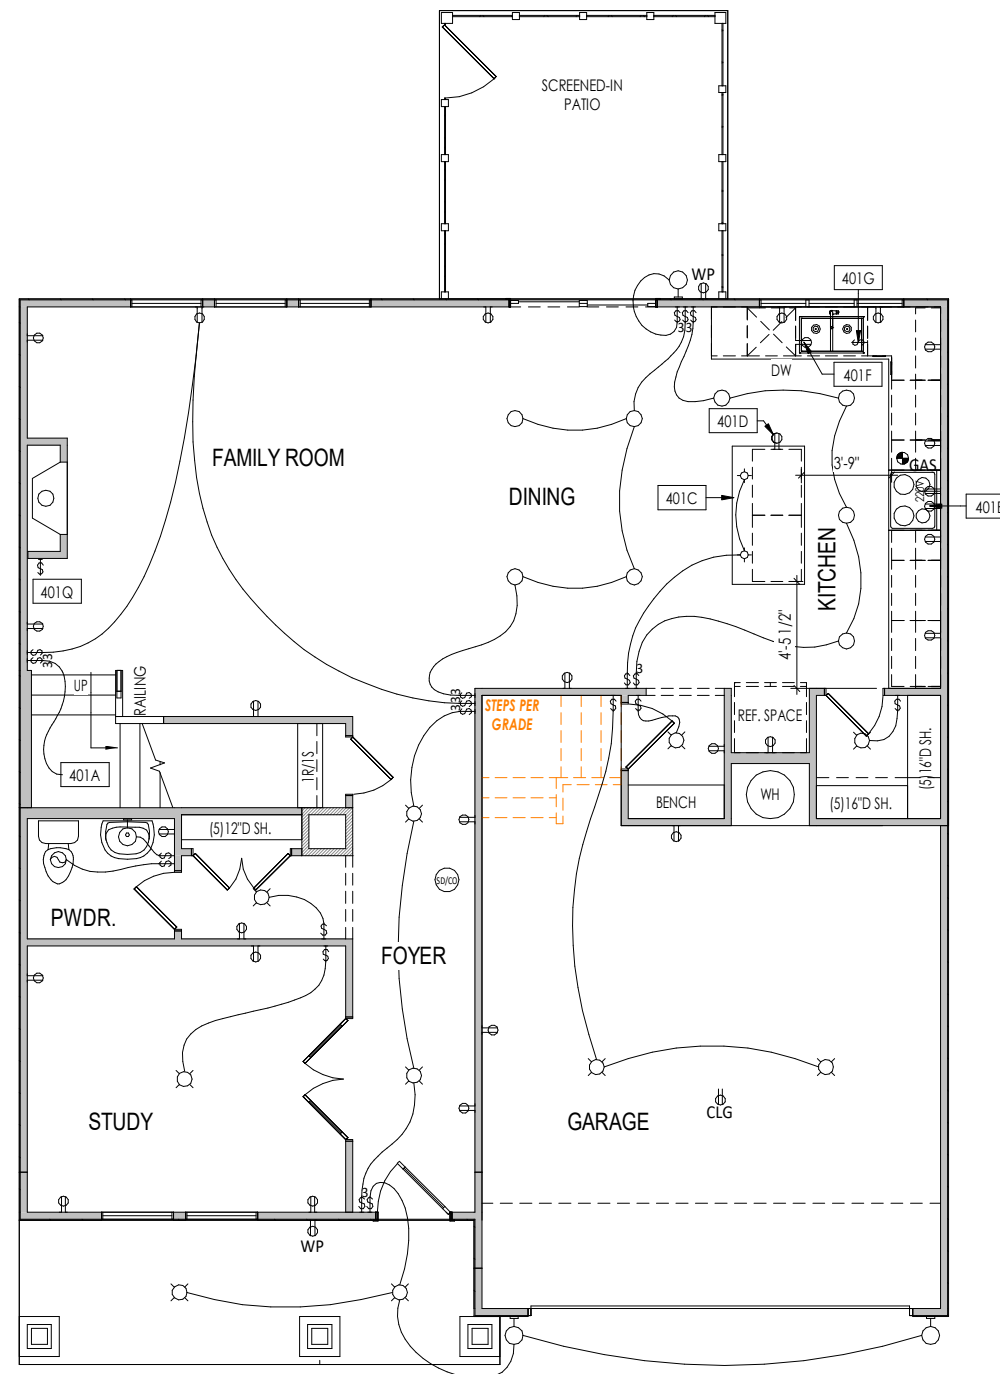 SCREENED-IN
PATIO
WP
401G
DW
401F
401D
FAMILY ROOM
DINING
3'-9"
GAS
220V
401C
KITCHEN
401Q
4'-5 1/2"
UP
RAILING
STEPS PER
GRADE
REF. SPACE
401A
1R/1S
BENCH
WH
(5)16"D SH.
(5)16"D SH.
(5)12"D SH.
PWDR.
SD/CO
FOYER
STUDY
GARAGE
CLG
WP